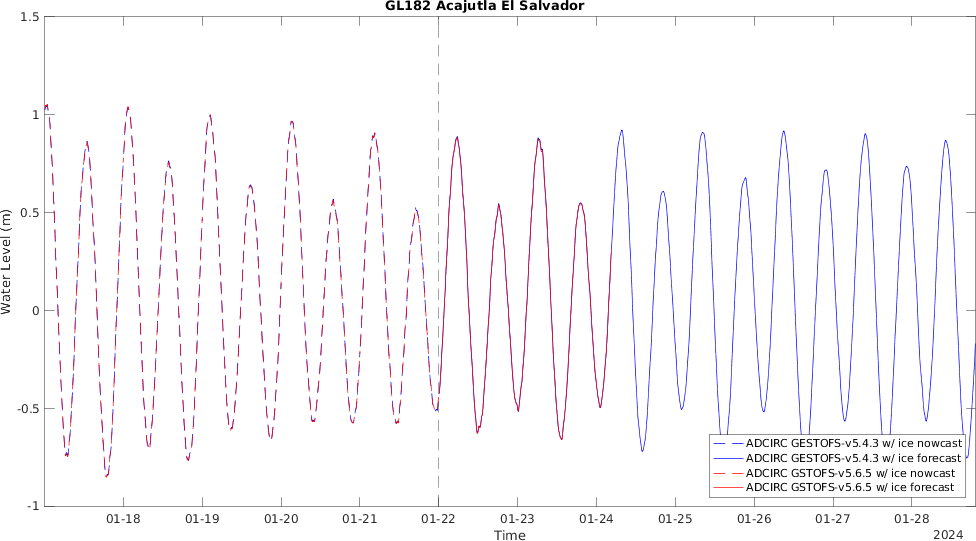 GL182 Acajutla El Salvador
1.5
1
0.5
0
-0.5
-1
Water Level (m)
ADCIRC GESTOFS-v5.4.3 w/ ice nowcast
ADCIRC GESTOFS-v5.4.3 w/ ice forecast
ADCIRC GSTOFS-v5.6.5 w/ ice nowcast
ADCIRC GSTOFS-v5.6.5 w/ ice forecast
01-18 01-19 01-20 01-21 01-22 01-23 01-24 01-25 01-26 01-27 01-28
Time
2024